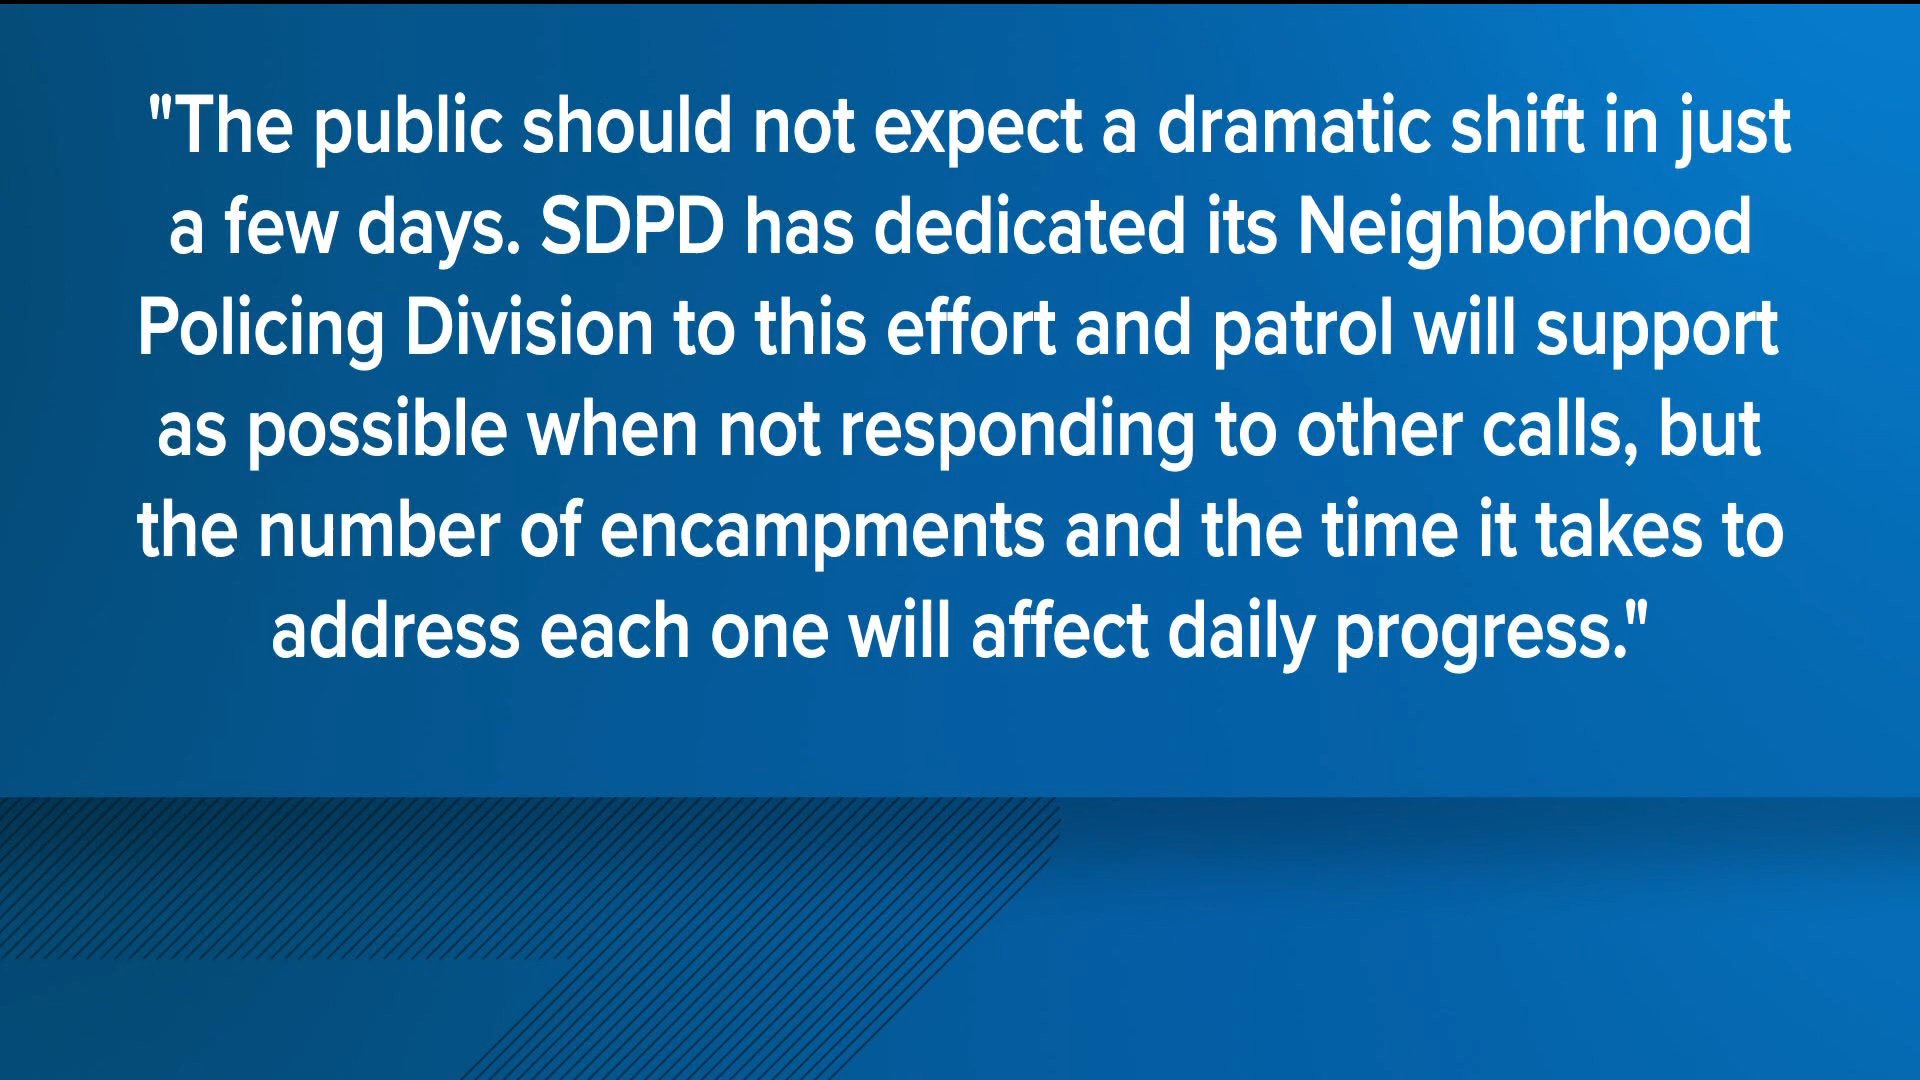 "The public should not expect a dramatic shift in just
a few days. SDPD has dedicated its Neighborhood
Policing Division to this effort and patrol will support
as possible when not responding to other calls, but
the number of encampments and the time it takes to
address each one will affect daily progress."